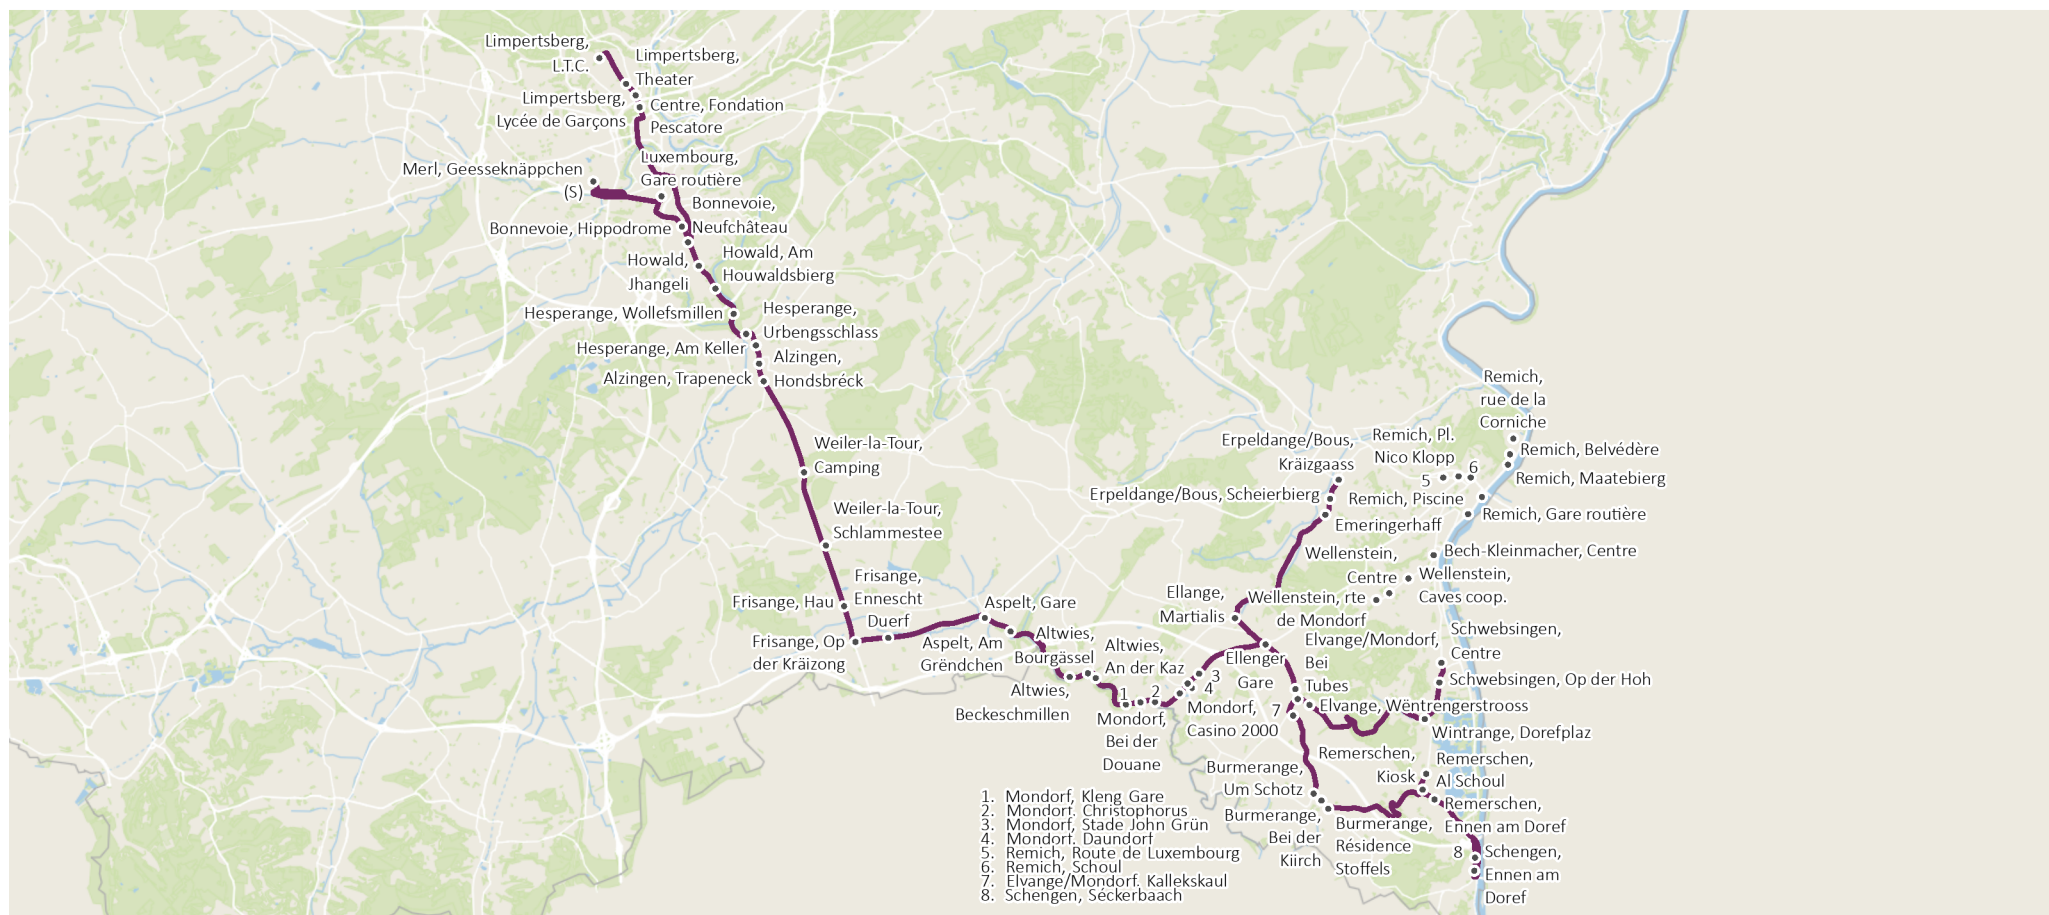 Limpertsberg,
L.T.C.
Limpertsberg,
Theater
Limpertsberg,
Lycée de Garçons
Centre, Fondation
Pescatore
Luxembourg,
Gare routière
Merl, Geesseknäppchen
(S)
Bonnevoie,
Neufchâteau
Bonnevoie, Hippodrome
Howald, Am
Houwaldsbierg
Howald,
Jhangeli
Hesperange, Wollefsmillen
Hesperange,
Urbengsschlass
Hesperange, Am Keller
Alzingen,
Hondsbréck
Alzingen, Trapeneck
Weiler-la-Tour,
Camping
Weiler-la-Tour,
Schlammestee
Frisange,
Ennescht
Duerf
Frisange, Hau
Frisange, Op
der Kräizong
Aspelt, Gare
Aspelt, Am
Grëndchen
Altwies,
Bourgässel
Altwies,
An der Kaz
Altwies,
Beckeschmillen
1
2
3
4
Mondorf,
Bei der
Douane
Mondorf,
Casino 2000
Ellange,
Martialis
Ellenger
Gare
Erpeldange/Bous,
Kräizgaass
Erpeldange/Bous, Scheierbierg
Emeringerhaff
Remich,
rue de la
Corniche
Remich, Pl.
Nico Klopp
Remich, Belvédère
5
6
Remich, Maatebierg
Remich, Piscine
Remich, Gare routière
Wellenstein,
Centre
Bech-Kleinmacher, Centre
Wellenstein,
Caves coop.
Wellenstein, rte
de Mondorf
Elvange/Mondorf,
Bei
Tubes
Schwebsingen,
Centre
Schwebsingen, Op der Hoh
7
Elvange, Wëntrengerstrooss
Wintrange, Dorefplaz
Remerschen,
Kiosk
Remerschen,
Al Schoul
Remerschen,
Ennen am Doref
Burmerange,
Um Schotz
Burmerange,
Bei der
Kiirch
Burmerange,
Résidence
Stoffels
8
Schengen,
Ennen am
Doref
1. Mondorf, Kleng Gare
2. Mondorf, Christophorus
3. Mondorf, Stade John Grün
4. Mondorf, Daundorf
5. Remich, Route de Luxembourg
6. Remich, Schoul
7. Elvange/Mondorf, Kallekskaul
8. Schengen, Séckerbaach